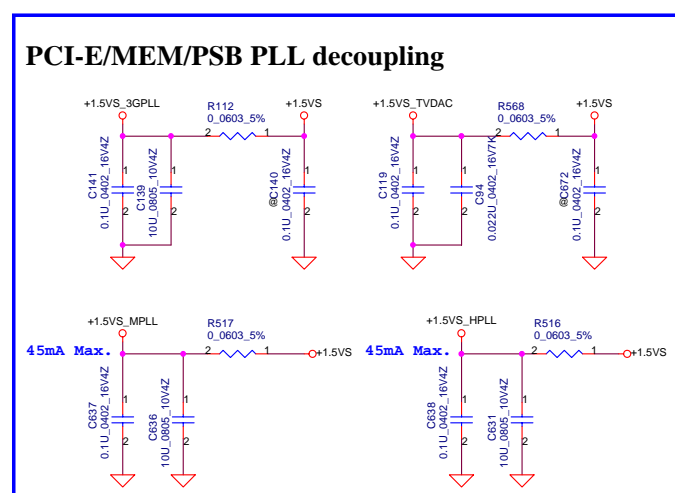 PCI-E/MEM/PSB PLL decoupling
+1.5VS_3GPLL
R112
0_0603_5%
+1.5VS
2
1
C141
0.1U_0402_16V4Z
1
2
C139
10U_0805_10V4Z
1
2
@C140
0.1U_0402_16V4Z
1
2
+1.5VS_TVDAC
R568
0_0603_5%
+1.5VS
2
1
C119
0.1U_0402_16V4Z
1
2
C94
0.022U_0402_16V7K
1
2
@C672
0.1U_0402_16V4Z
1
2
+1.5VS_MPLL
R517
0_0603_5%
45mA Max.
2
1
+1.5VS
C637
0.1U_0402_16V4Z
1
2
C636
10U_0805_10V4Z
1
2
+1.5VS_HPLL
R516
0_0603_5%
45mA Max.
2
1
+1.5VS
C638
0.1U_0402_16V4Z
1
2
C631
10U_0805_10V4Z
1
2